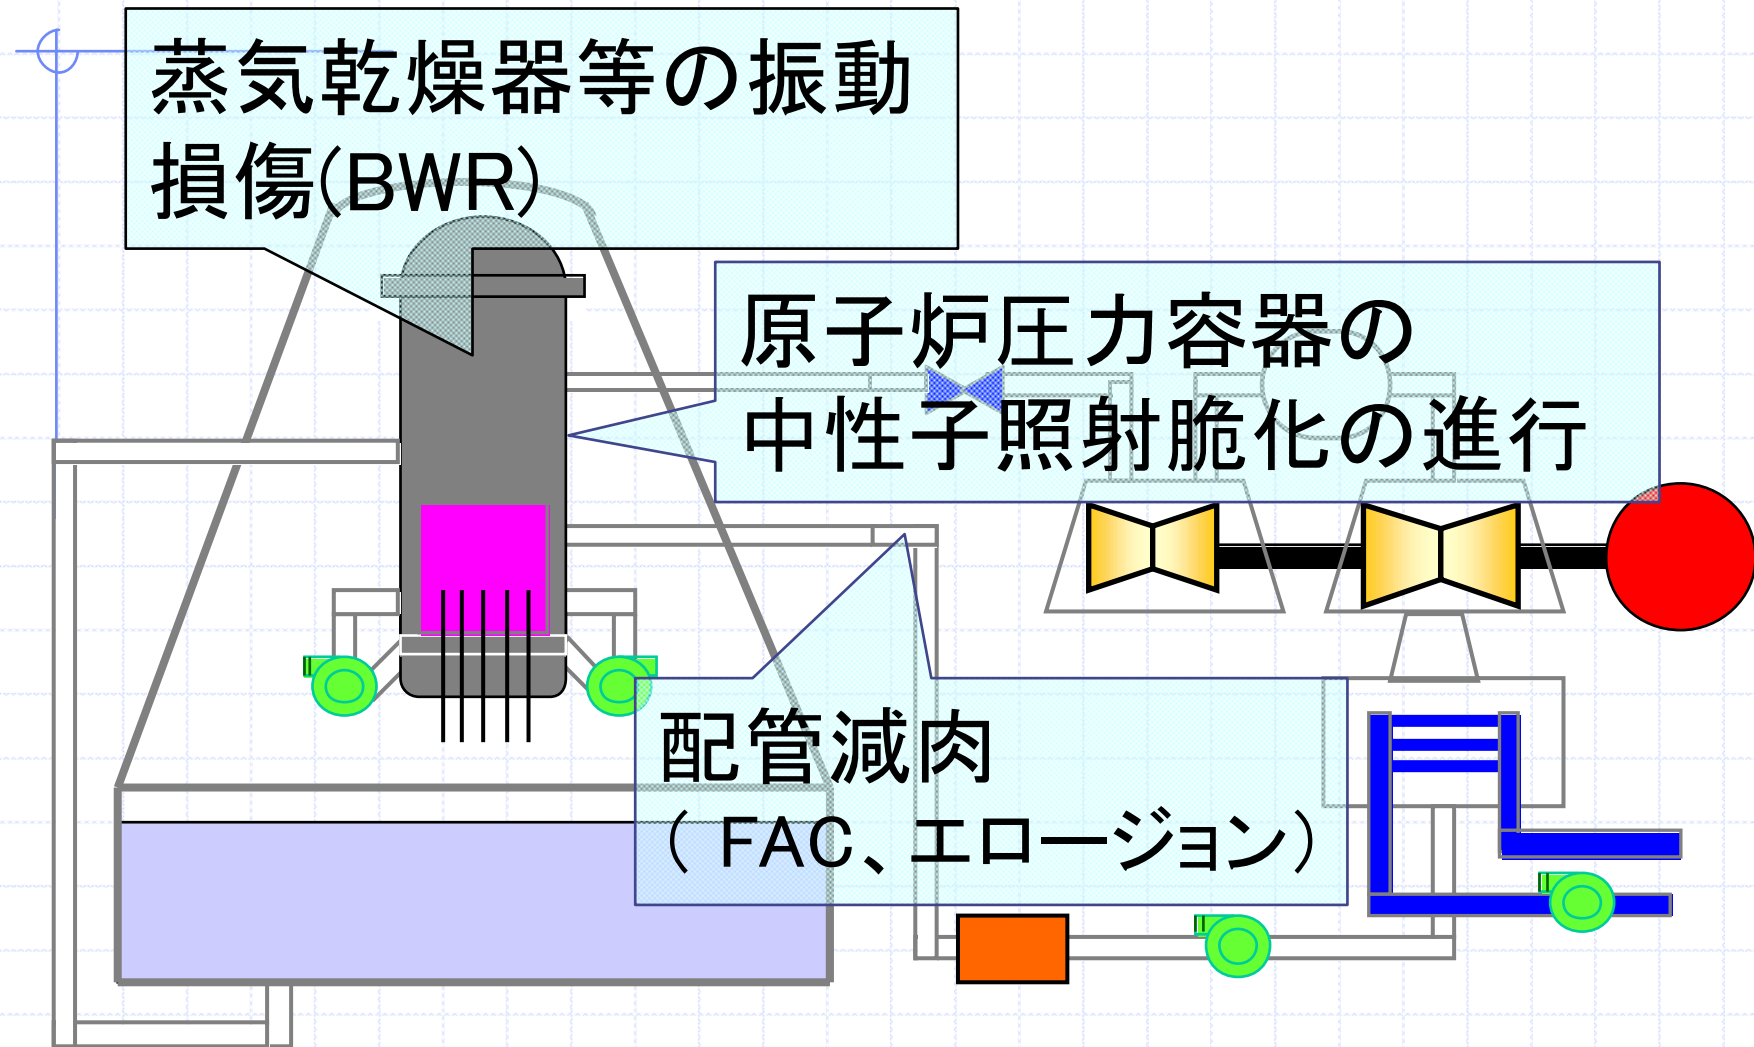 蒸気乾燥器等の振動
損傷(BWR)
原子炉圧力容器の
中性子照射脆化の進行
配管減肉
( FAC、エロージョン)